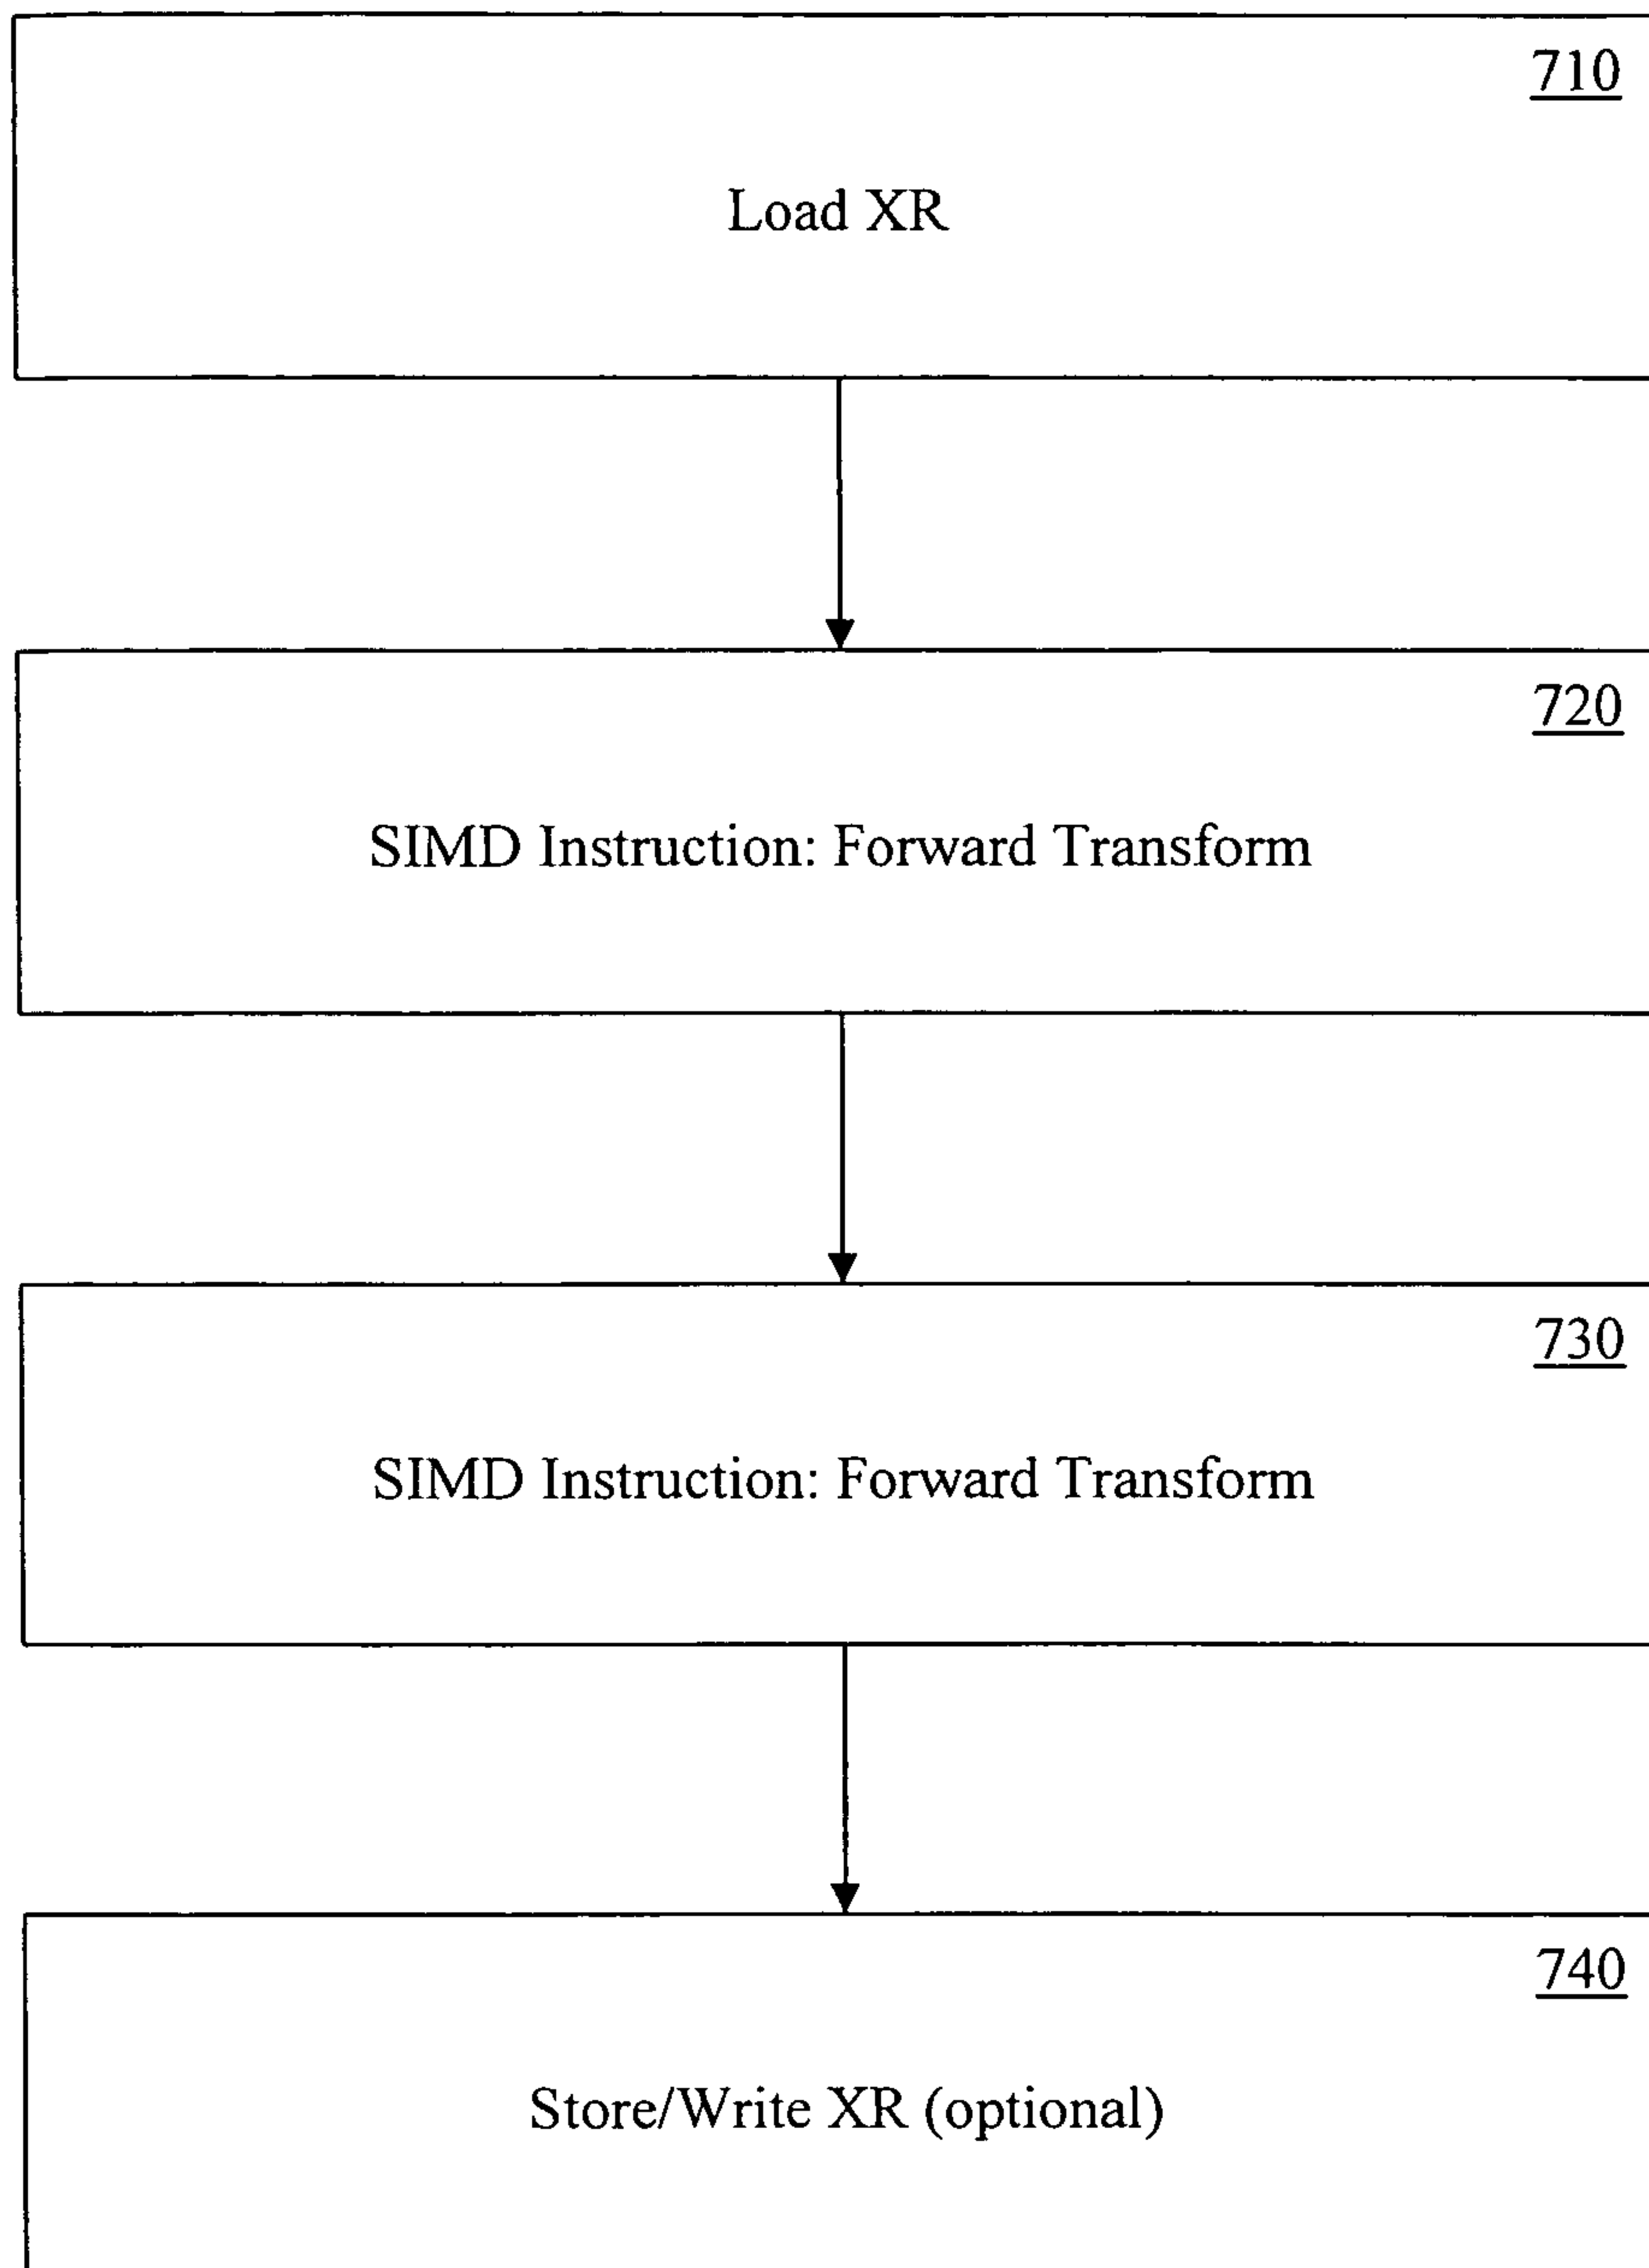 710
Load XR
720
SIMD Instruction: Forward Transform
730
SIMD Instruction: Forward Transform
740
Store/Write XR (optional)